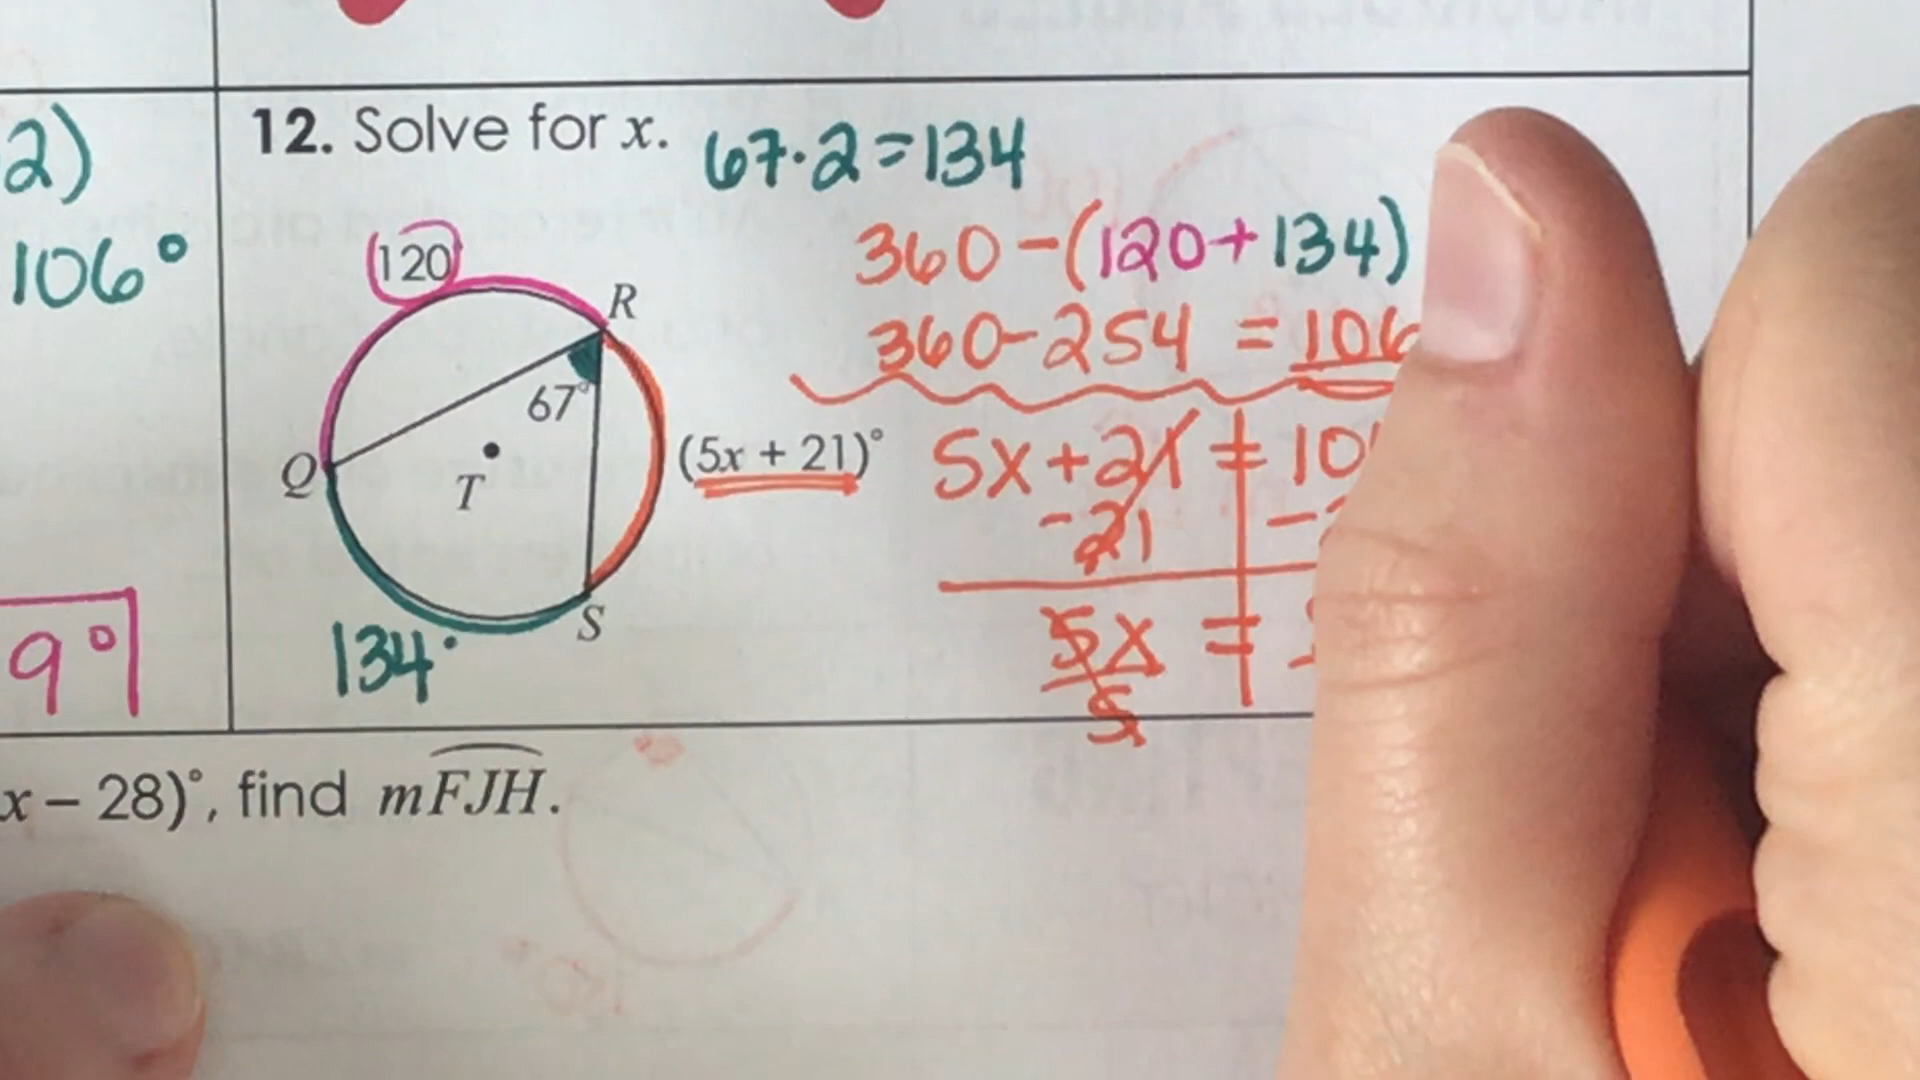 2)
106°
9°
12. Solve for x.
67·2=134
120
R
67°
Q
T
S
134°
(5x + 21)°
360-(120+134)
360-254 = 106
5x+21 = 10
-21 -
5x =
5
x – 28)°, find mFJH.